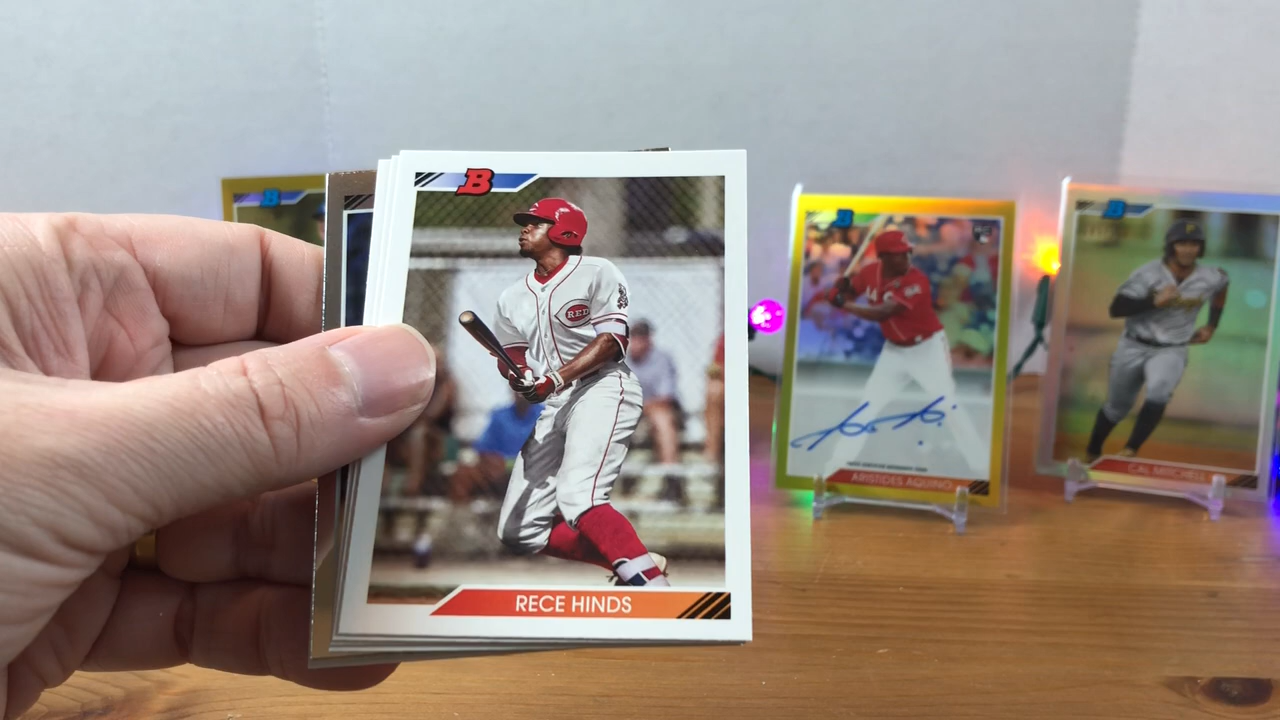 B
REDS
RECE HINDS
B
ARISTIDES AQUINO
B
CAL MITCHELL
B